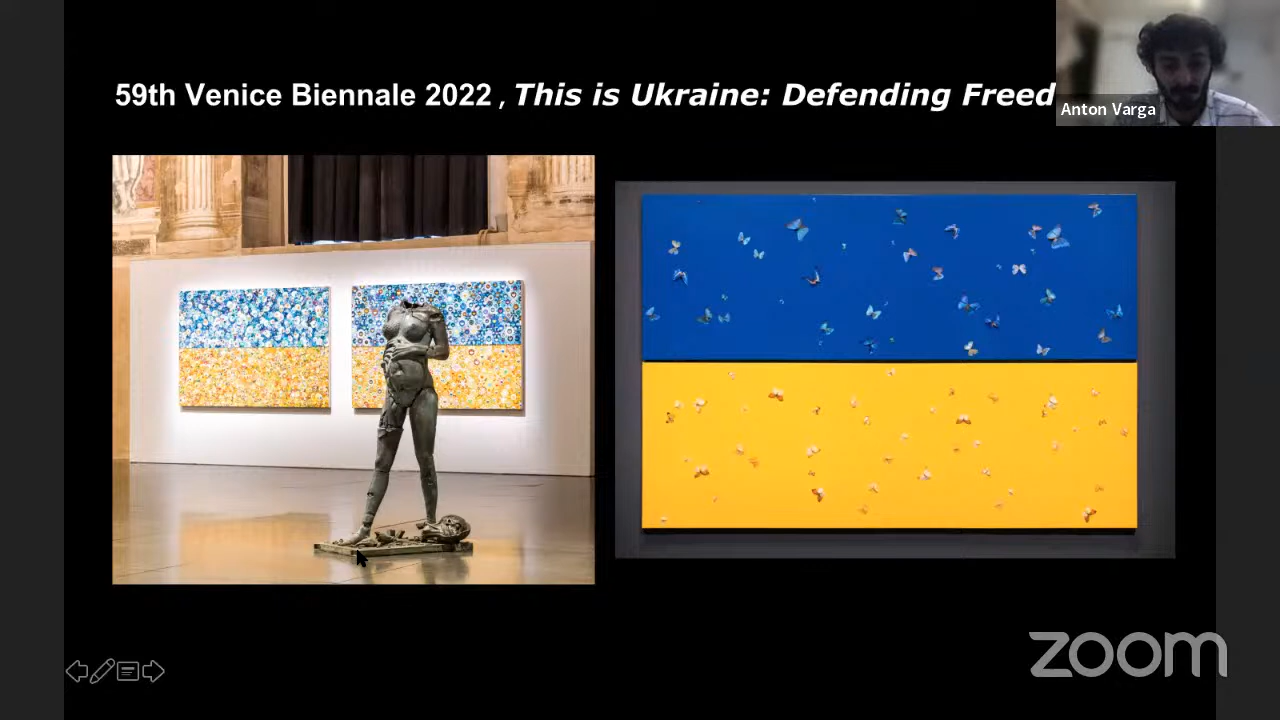 59th Venice Biennale 2022 , This is Ukraine: Defending Freed
Anton Varga
zoom